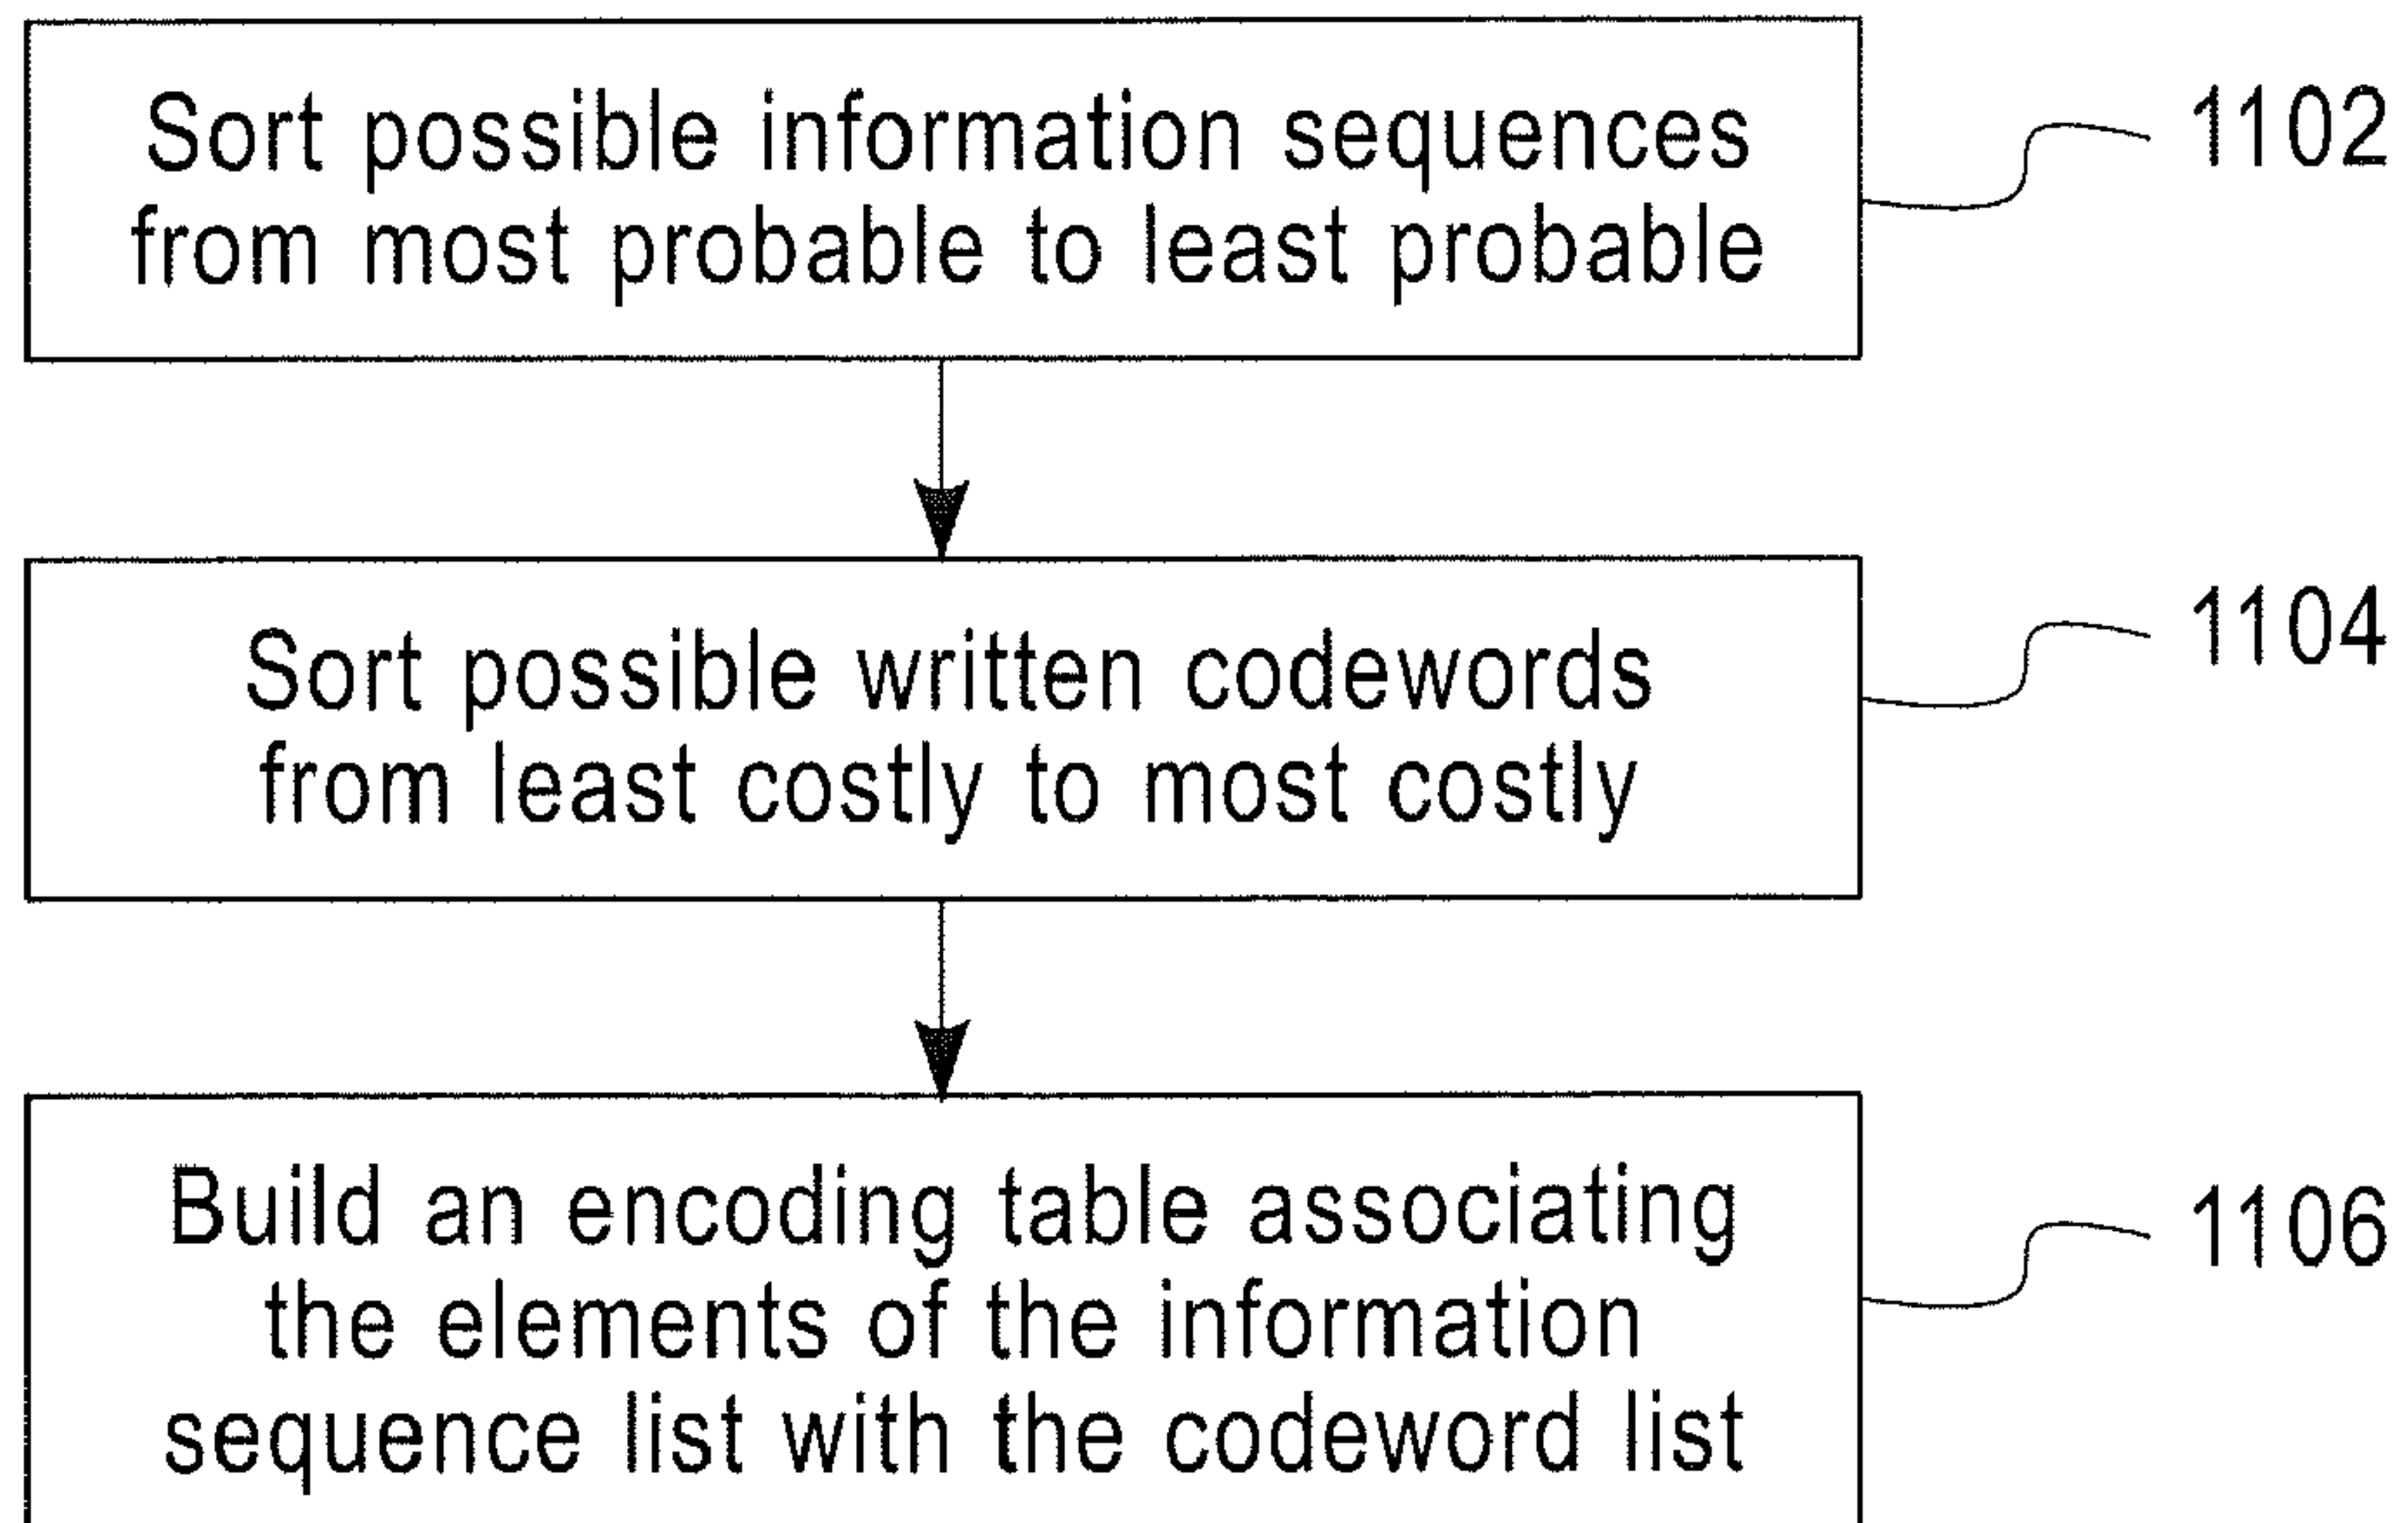 Sort possible information sequences
from most probable to least probable
1102
Sort possible written codewords
from least costly to most costly
1104
Build an encoding table associating
the elements of the information
sequence list with the codeword list
1106